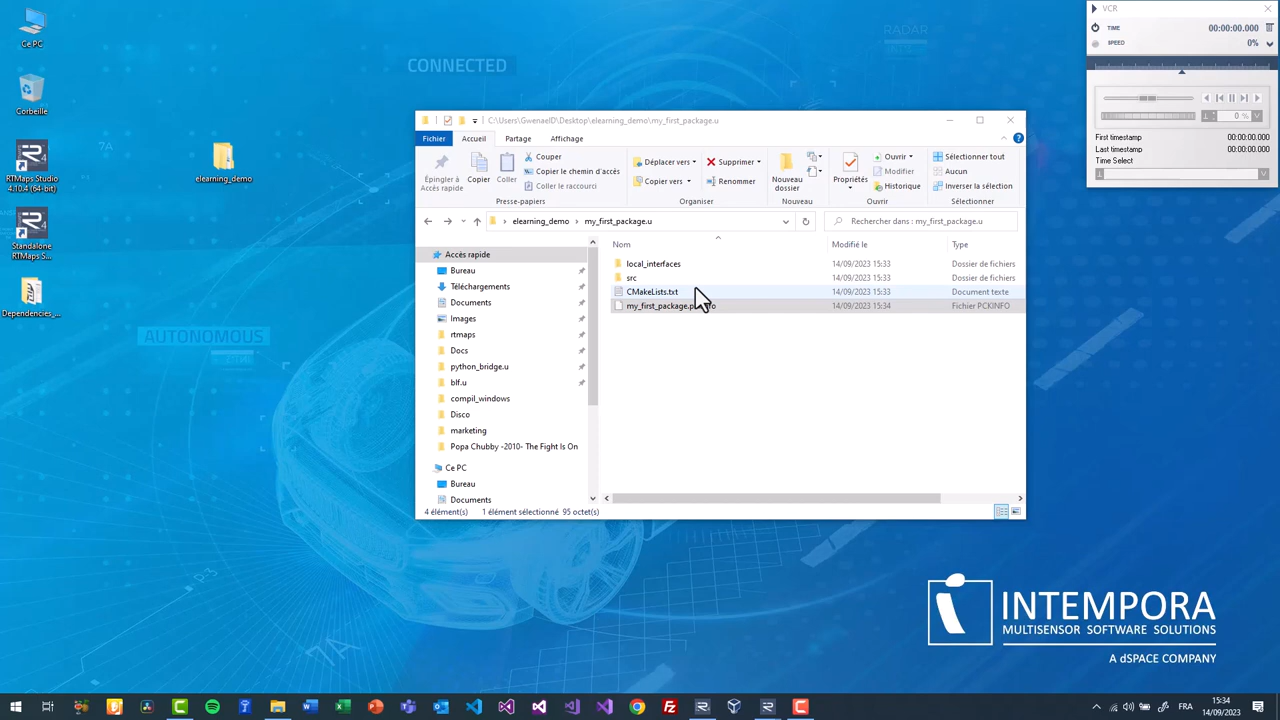 Ce PC
Corbeille
RTMaps Studio
4.10.4 (64-bit)
Standalone
RTMaps S...
Dependencies_...
elearning_demo
CONNECTED
RADAR
AUTONOMOUS
7A
VCR
TIME
00:00:00.000
SPEED
0%
0 %
First timestamp
00:00:00.000
Last timestamp
00:00:00.000
Time Select
C:\Users\GwenaelD\Desktop\elearning_demo\my_first_package.u
Fichier
Accueil
Partage
Affichage
Épingler à
Accès rapide
Copier
Coller
Couper
Copier le chemin d'accès
Coller le raccourci
Presse-papiers
Déplacer vers
Copier vers
Supprimer
Renommer
Organiser
Nouveau
dossier
Nouveau
Propriétés
Ouvrir
Modifier
Historique
Ouvrir
Sélectionner tout
Aucun
Inverser la sélection
Sélectionner
elearning_demo
my_first_package.u
Rechercher dans : my_first_package.u
Accès rapide
Bureau
Téléchargements
Documents
Images
rtmaps
Docs
python_bridge.u
blf.u
compil_windows
Disco
marketing
Popa Chubby -2010- The Fight Is On
Ce PC
Bureau
Documents
Nom
Modifié le
Type
local_interfaces
14/09/2023 15:33
Dossier de fichiers
src
14/09/2023 15:33
Dossier de fichiers
CMakeLists.txt
14/09/2023 15:33
Document texte
my_first_package.
14/09/2023 15:34
Fichier PCKINFO
4 élément(s)
1 élément sélectionné 95 octet(s)
INTEMPORA
MULTISENSOR SOFTWARE SOLUTIONS
A dSPACE COMPANY
FRA
15:34
14/09/2023